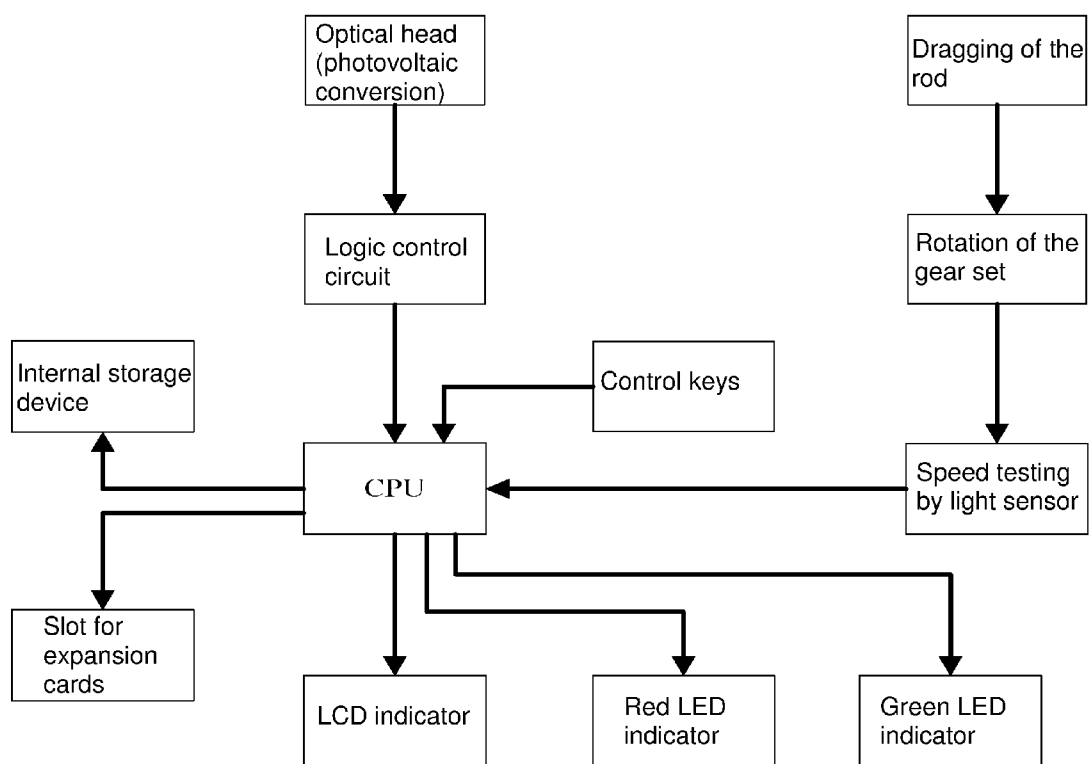 Optical head
(photovoltaic
conversion)
Dragging of the
rod
Logic control
circuit
Rotation of the
gear set
Internal storage
device
Control keys
CPU
Speed testing
by light sensor
Slot for
expansion
cards
LCD indicator
Red LED
indicator
Green LED
indicator